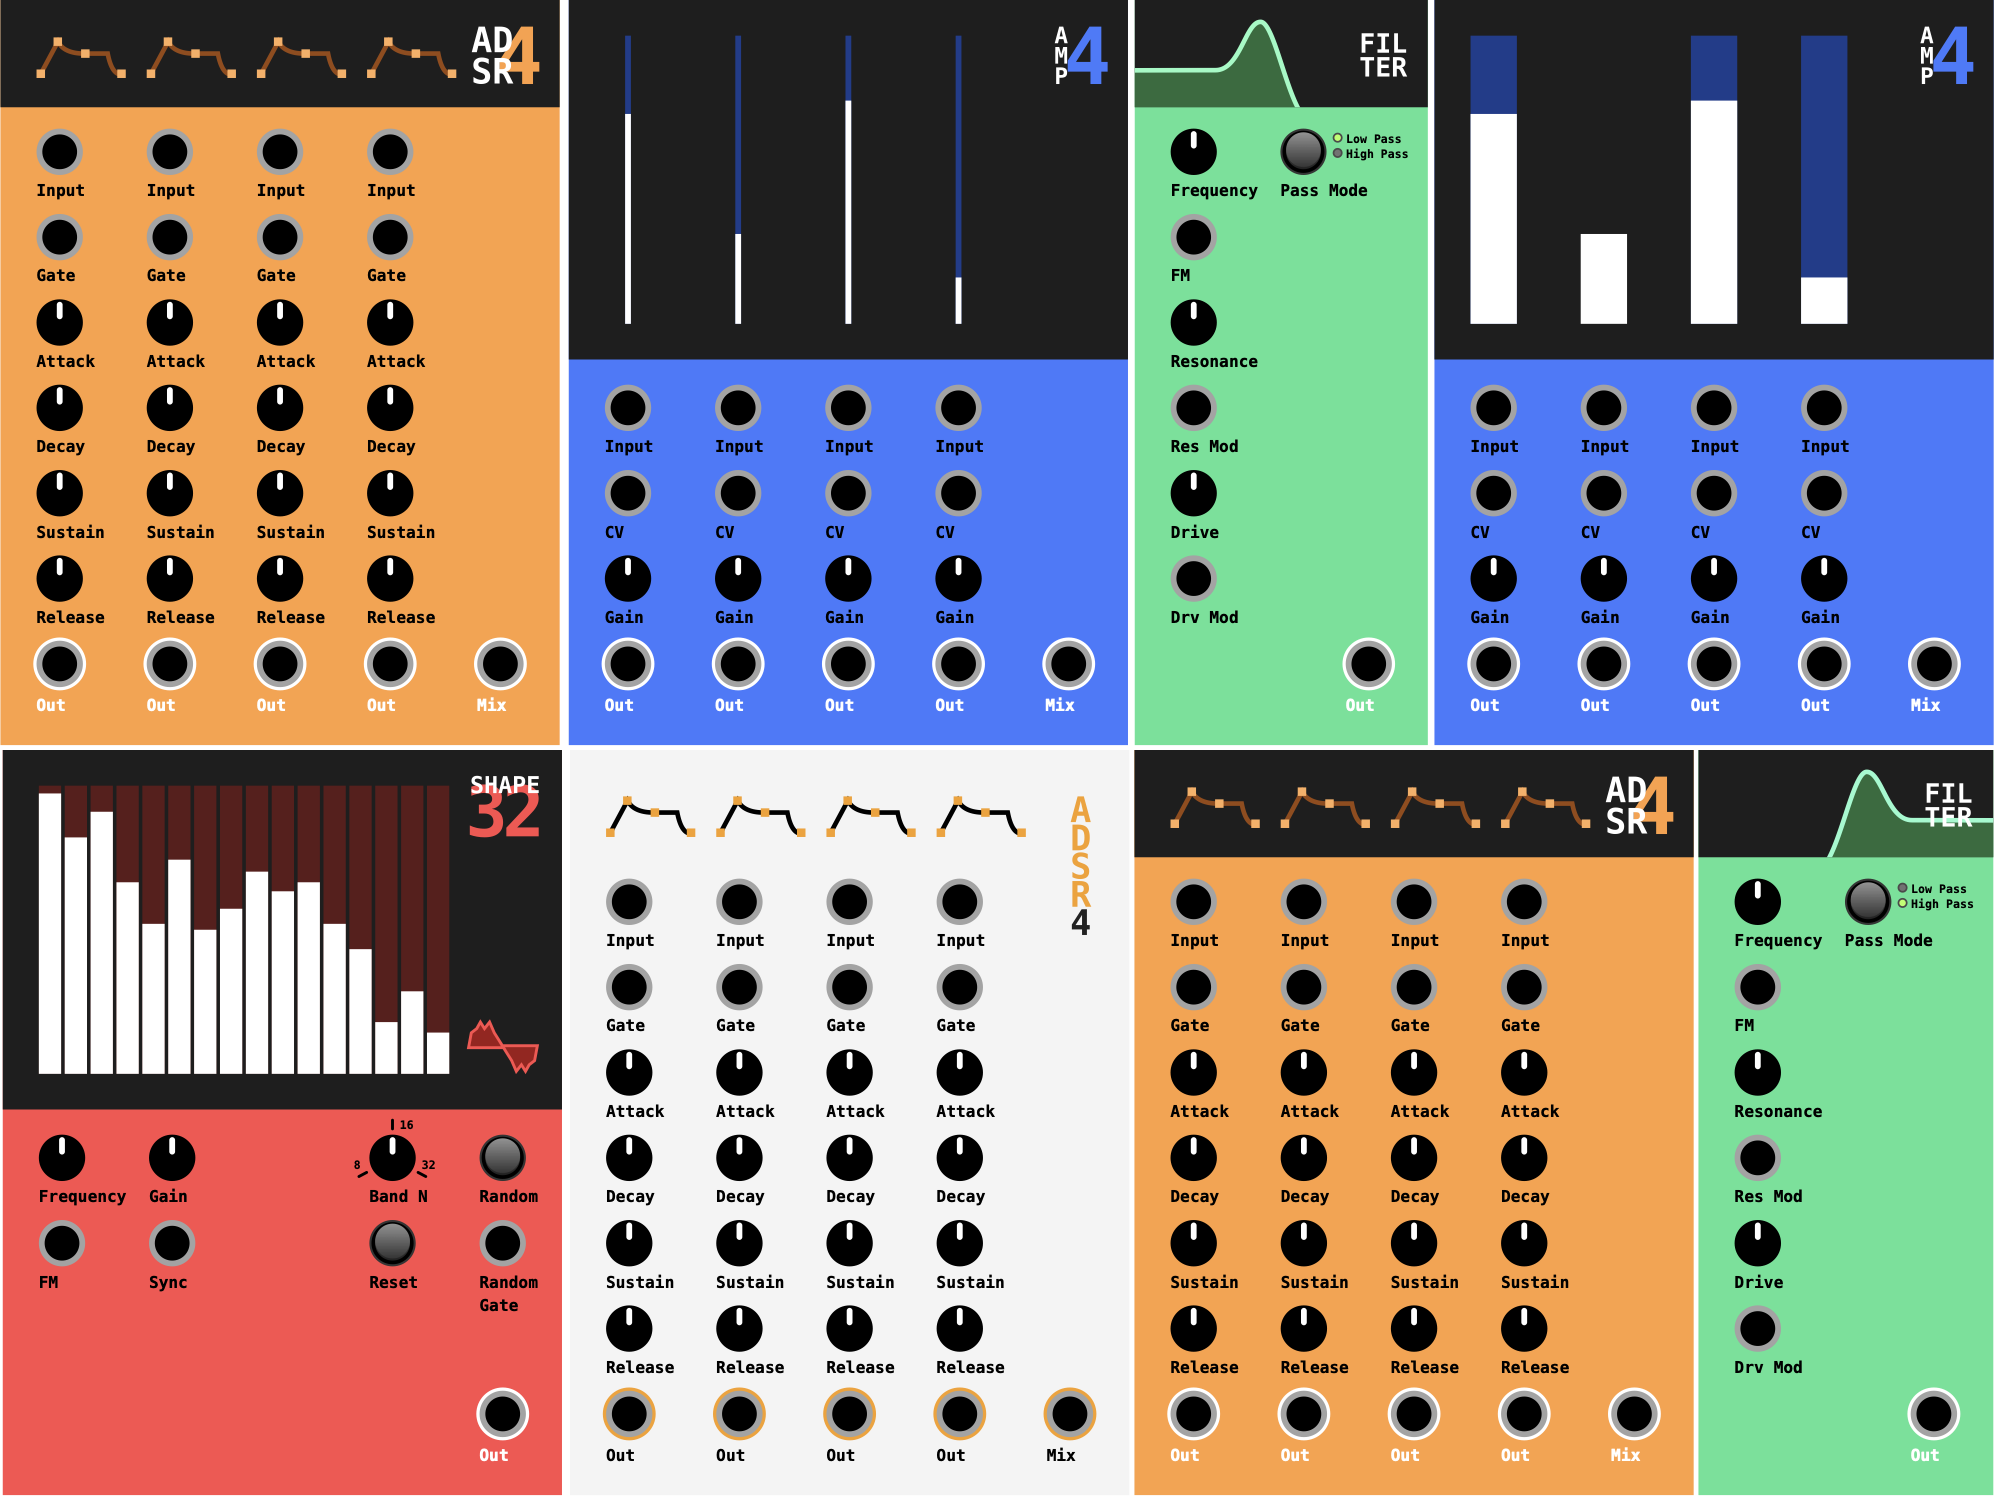 AD
SR4
Input Input Input Input
Gate Gate Gate Gate
Attack Attack Attack Attack
Decay Decay Decay Decay
Sustain Sustain Sustain Sustain
Release Release Release Release
Out Out Out Out Mix
AMP4
Input Input Input Input
CV CV CV CV
Gain Gain Gain Gain
Out Out Out Out Mix
FIL
TER
Low Pass
High Pass
Frequency Pass Mode
FM
Resonance
Res Mod
Drive
Drv Mod
Out
AMP4
Input Input Input Input
CV CV CV CV
Gain Gain Gain Gain
Out Out Out Out Mix
SHAPE
32
16
8 32
Frequency Gain Band N Random
FM Sync Reset Random
Gate
Out
ADSR4
Input Input Input Input
Gate Gate Gate Gate
Attack Attack Attack Attack
Decay Decay Decay Decay
Sustain Sustain Sustain Sustain
Release Release Release Release
Out Out Out Out Mix
AD
SR4
Input Input Input Input
Gate Gate Gate Gate
Attack Attack Attack Attack
Decay Decay Decay Decay
Sustain Sustain Sustain Sustain
Release Release Release Release
Out Out Out Out Mix
FIL
TER
Low Pass
High Pass
Frequency Pass Mode
FM
Resonance
Res Mod
Drive
Drv Mod
Out